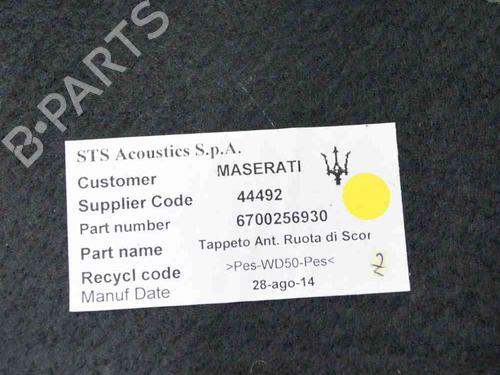 B-PARTS
STS Acoustics S.p.A.
Customer MASERATI
Supplier Code 44492
Part number 6700256930
Part name Tappeto Ant. Ruota di Scor
Recycl code >Pes-WD50-Pes<
Manuf Date 28-ago-14